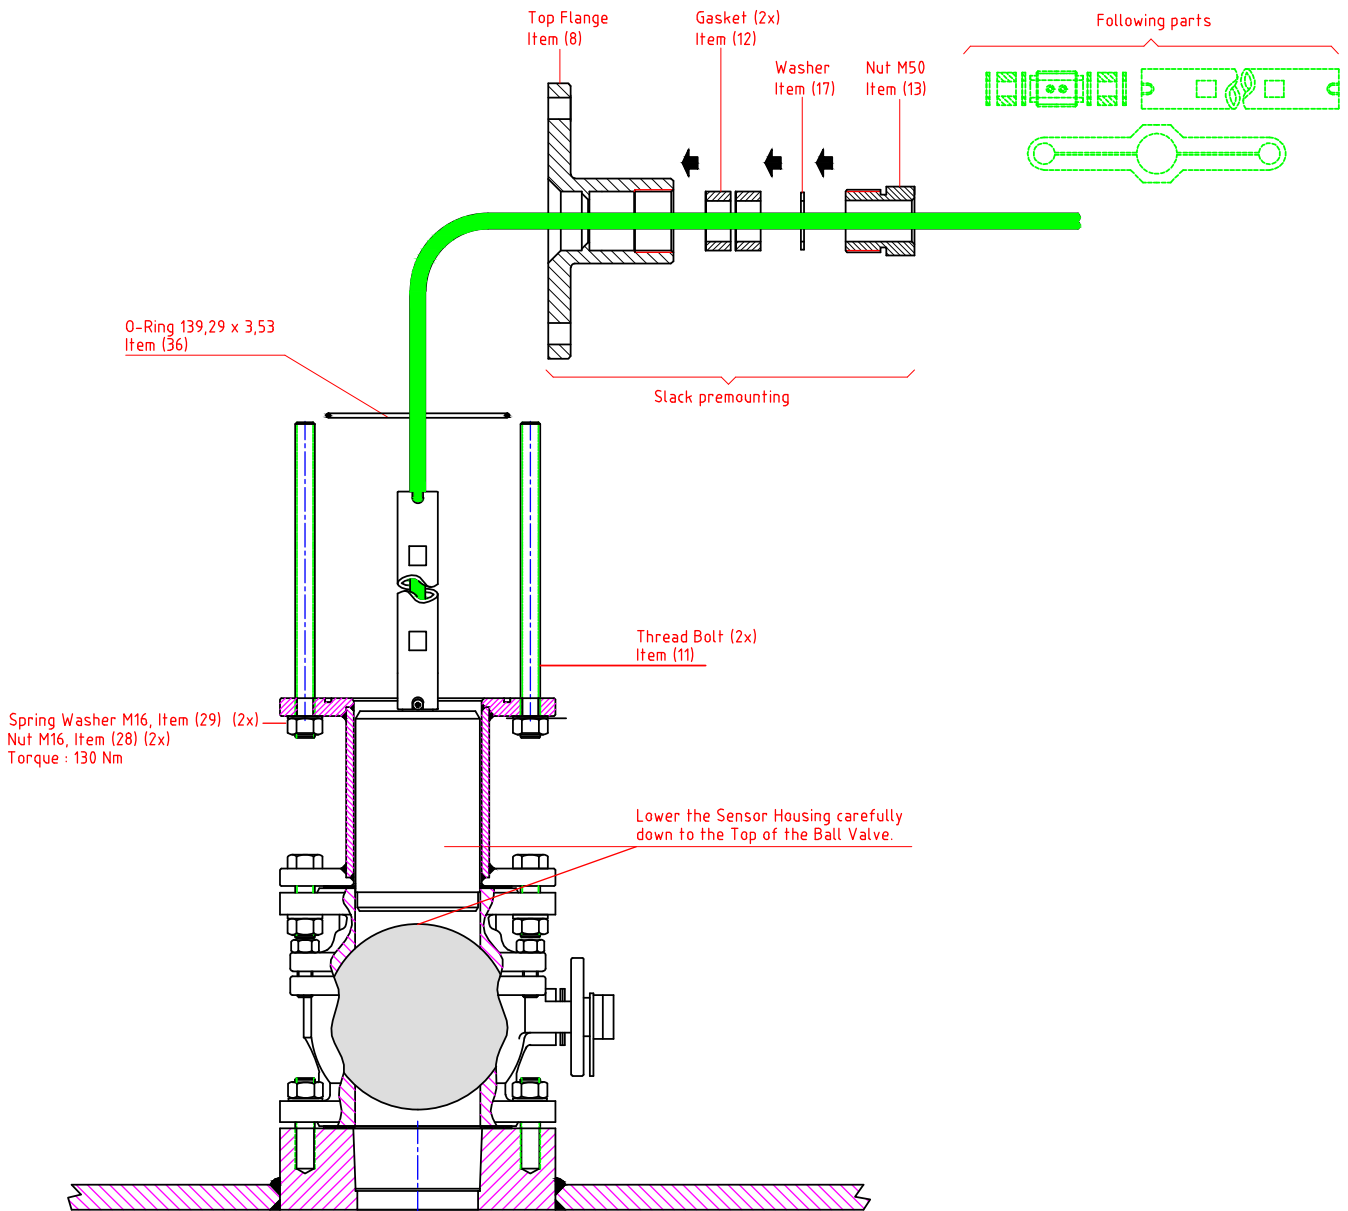 Top Flange
Item (8)
Gasket (2x)
Item (12)
Washer
Item (17)
Nut M50
Item (13)
Following parts
O-Ring 139,29 x 3,53
Item (36)
Slack premounting
Thread Bolt (2x)
Item (11)
Spring Washer M16, Item (29) (2x)
Nut M16, Item (28) (2x)
Torque : 130 Nm
Lower the Sensor Housing carefully
down to the Top of the Ball Valve.